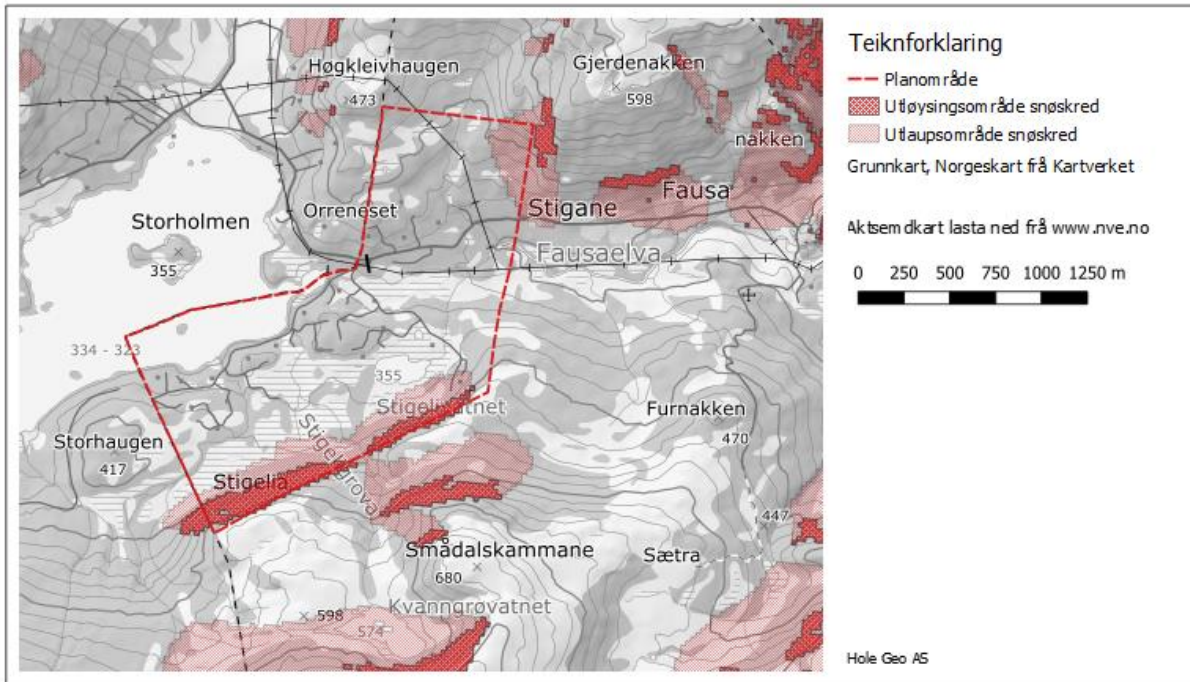 Høgkleivhaugen
473
Gjerdenakken
598
nakken
Fausa
Stigane
Orreneset
Storholmen
355
Fausaelva
334 - 323
355
Stigelivatnet
Furnakken
470
Storhaugen
417
Stigelia
Stigeligrova
447
Smådalskammane
680
Sætra
Kvanngrøvatnet
598
574
Teiknforklaring
Planområde
Utløysingsområde snøskred
Utlaupsområde snøskred
Grunnkart, Norgeskart frå Kartverket
Aktsemdkart lasta ned frå www.nve.no
0 250 500 750 1000 1250 m
Hole Geo AS